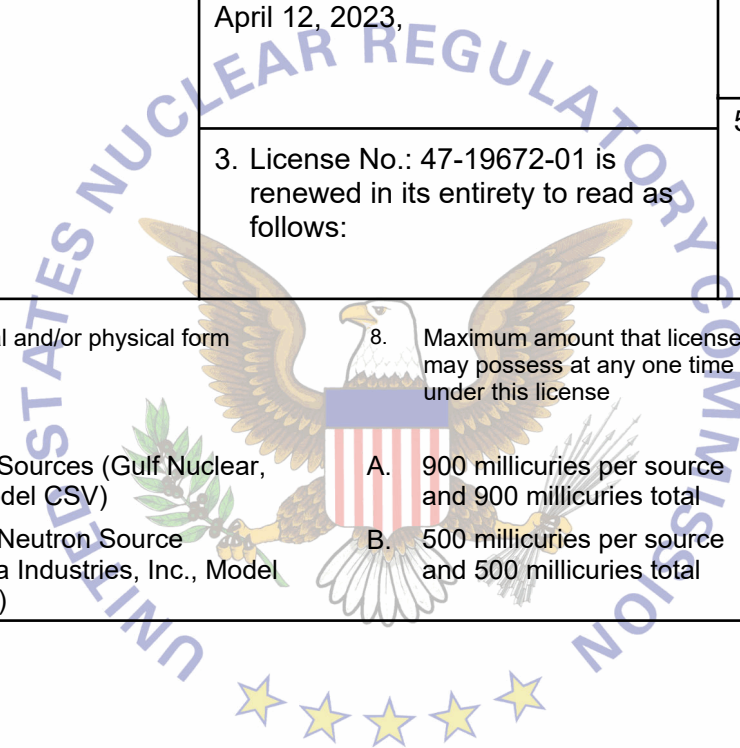 April 12, 2023,
5
3. License No.: 47-19672-01 is
renewed in its entirety to read as
follows:
l and/or physical form
8. Maximum amount that license
may possess at any one time
under this license
Sources (Gulf Nuclear,
del CSV)
A. 900 millicuries per source
and 900 millicuries total
Neutron Source
a Industries, Inc., Model
)
B. 500 millicuries per source
and 500 millicuries total
UNITED STATES NUCLEAR REGULATORY COMMISSION